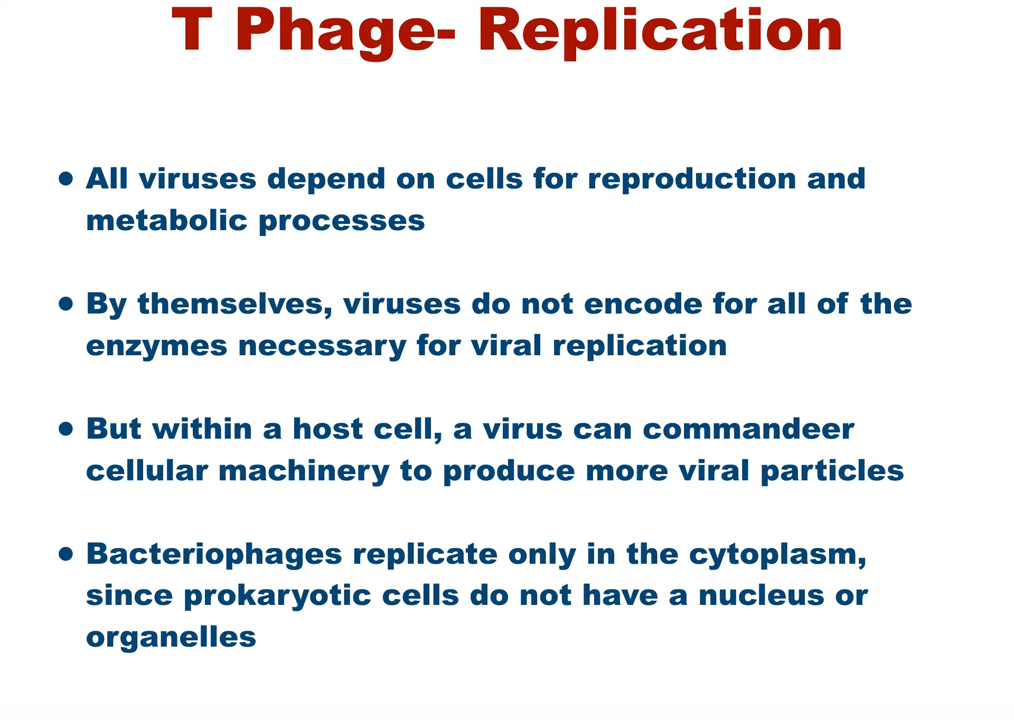 T Phage- Replication
• All viruses depend on cells for reproduction and
metabolic processes
• By themselves, viruses do not encode for all of the
enzymes necessary for viral replication
• But within a host cell, a virus can commandeer
cellular machinery to produce more viral particles
• Bacteriophages replicate only in the cytoplasm,
since prokaryotic cells do not have a nucleus or
organelles